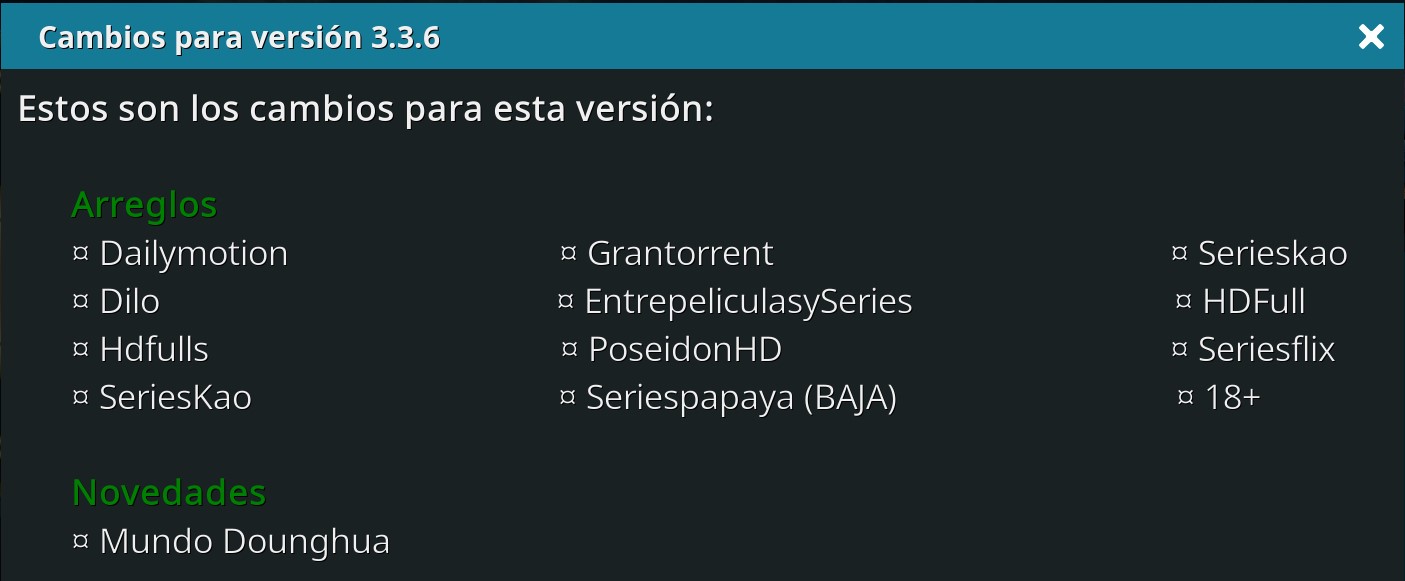 Cambios para versión 3.3.6
Estos son los cambios para esta versión:
Arreglos
¤ Dailymotion ¤ Grantorrent ¤ Serieskao
¤ Dilo ¤ EntrepeliculasySeries ¤ HDFull
¤ Hdfulls ¤ PoseidonHD ¤ Seriesflix
¤ SeriesKao ¤ Seriespapaya (BAJA) ¤ 18+
Novedades
¤ Mundo Dounghua